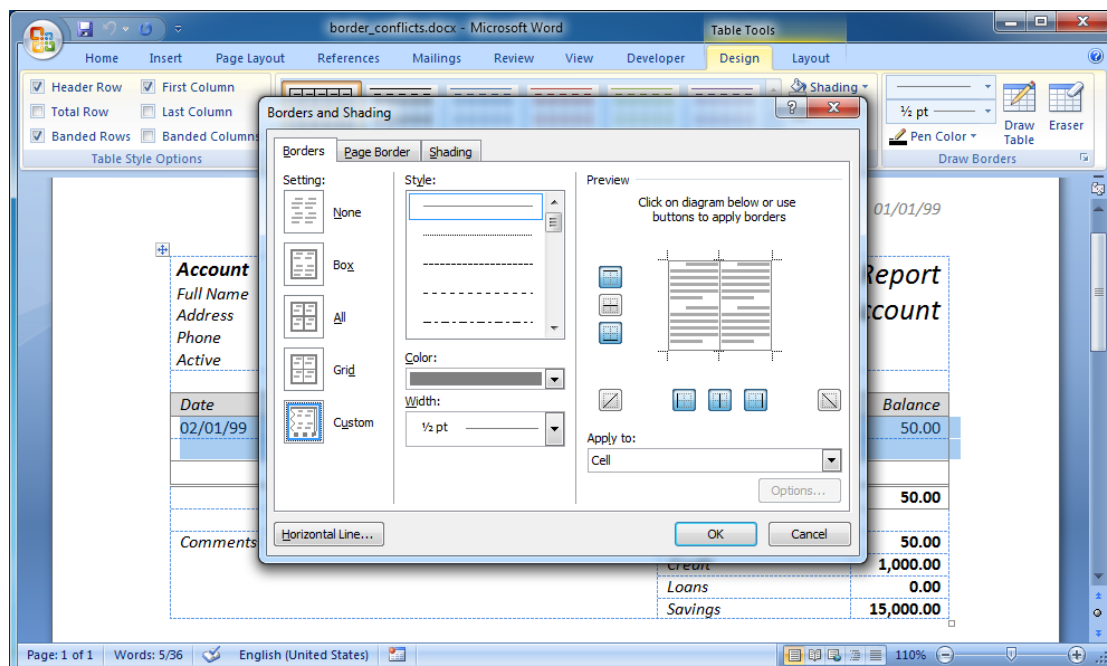 border_conflicts.docx - Microsoft Word
Table Tools
Home Insert Page Layout References Mailings Review View Developer Design Layout
Header Row First Column
Total Row Last Column
Banded Rows Banded Columns
Table Style Options
Shading
½ pt
Pen Color
Draw Table
Eraser
Draw Borders
Borders and Shading
Borders Page Border Shading
Setting:
None
Box
All
Grid
Custom
Style:
Color:
Width:
½ pt
Preview
Click on diagram below or use
buttons to apply borders
Apply to:
Cell
Options...
Horizontal Line...
OK Cancel
01/01/99
Account
Full Name
Address
Phone
Active
Report
Date Balance
02/01/99 50.00
50.00
Comments 50.00
Credit 1,000.00
Loans 0.00
Savings 15,000.00
Page: 1 of 1 Words: 5/36 English (United States) 110%